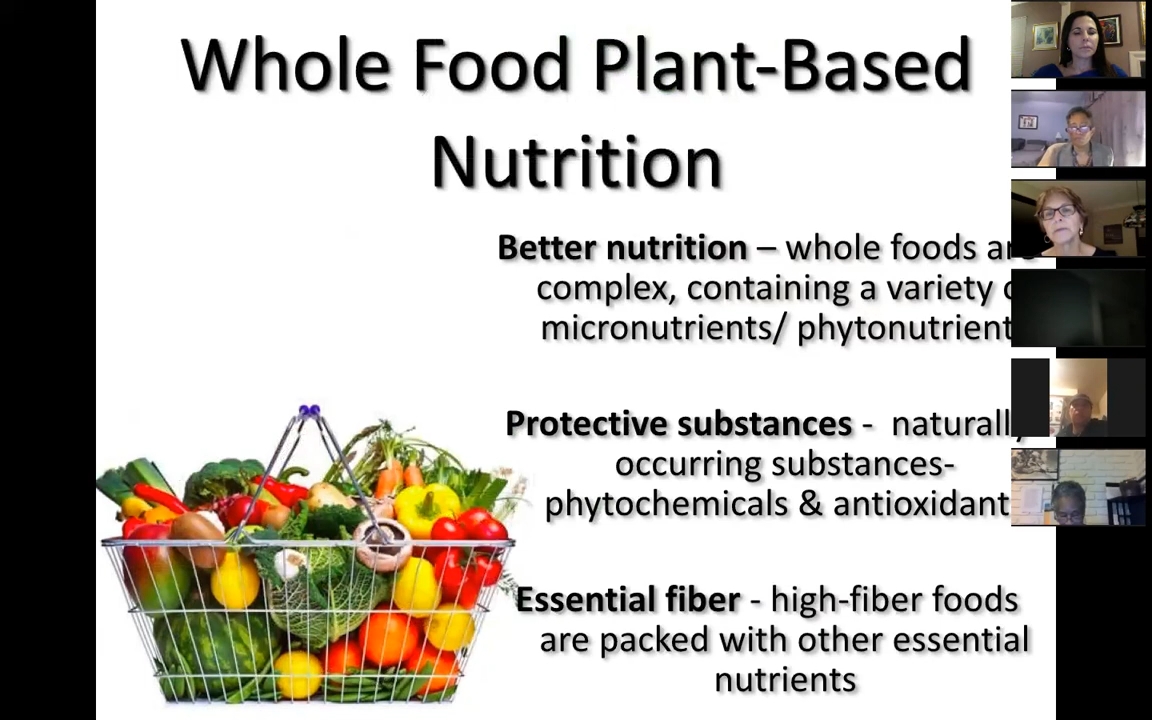 Whole Food Plant-Based
Nutrition
Better nutrition – whole foods
complex, containing a variety
micronutrients/ phytonutrient
Protective substances - naturally
occurring substances-
phytochemicals & antioxidant
Essential fiber - high-fiber foods
are packed with other essential
nutrients